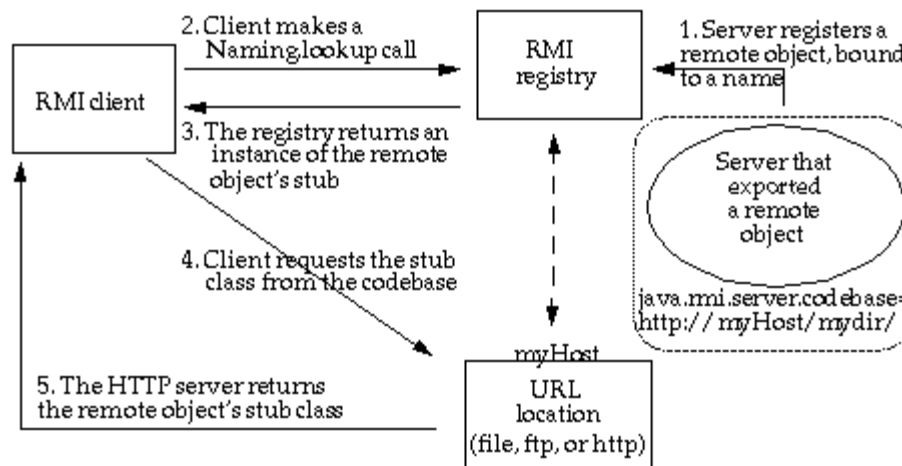 2. Client makes a
Naming.lookup call
RMI client
RMI
registry
1. Server registers a
remote object, bound
to a name
3. The registry returns an
instance of the remote
object's stub
Server that
exported
a remote
object
4. Client requests the stub
class from the codebase
java.rmi.server.codebase=
http://myHost/mydir/
myHost
5. The HTTP server returns
the remote object's stub class
URL
location
(file, ftp, or http)